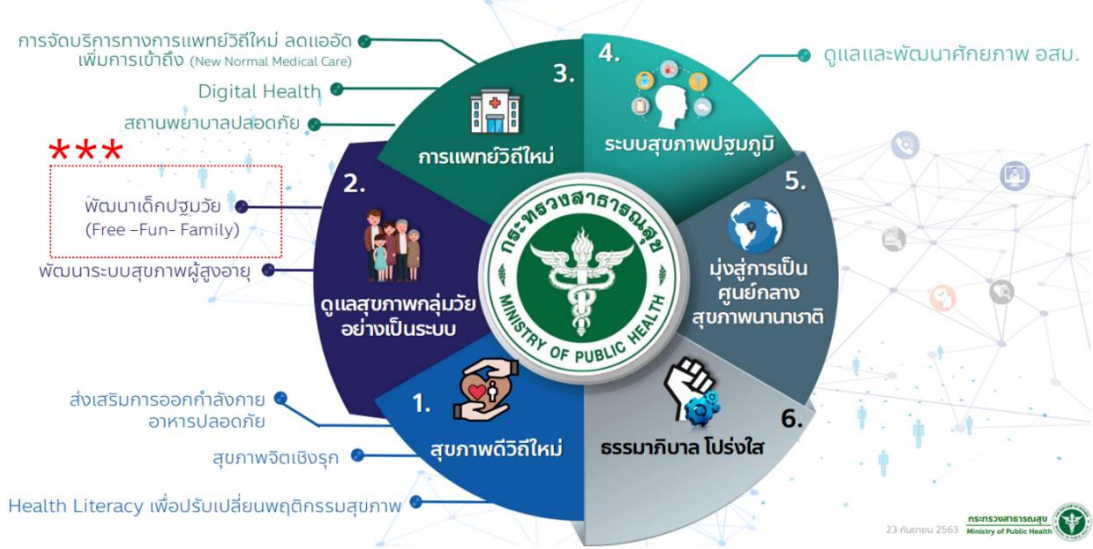 การจัดบริการทางการแพทย์วิถีใหม่ ลดแออัด
เพิ่มการเข้าถึง (New Normal Medical Care)
Digital Health
สถานพยาบาลปลอดภัย
***
พัฒนาเด็กปฐมวัย
(Free –Fun- Family)
พัฒนาระบบสุขภาพผู้สูงอายุ
ส่งเสริมการออกกำลังกาย
อาหารปลอดภัย
สุขภาพจิตเชิงรุก
Health Literacy เพื่อปรับเปลี่ยนพฤติกรรมสุขภาพ
3.
การแพทย์วิถีใหม่
4.
ระบบสุขภาพปฐมภูมิ
ดูแลและพัฒนาศักยภาพ อสม.
2.
ดูแลสุขภาพกลุ่มวัย
อย่างเป็นระบบ
กระทรวงสาธารณสุข
MINISTRY OF PUBLIC HEALTH
5.
มุ่งสู่การเป็น
ศูนย์กลาง
สุขภาพนานาชาติ
1.
สุขภาพดีวิถีใหม่
6.
ธรรมาภิบาล โปร่งใส
23 กันยายน 2563
กระทรวงสาธารณสุข
Ministry of Public Health